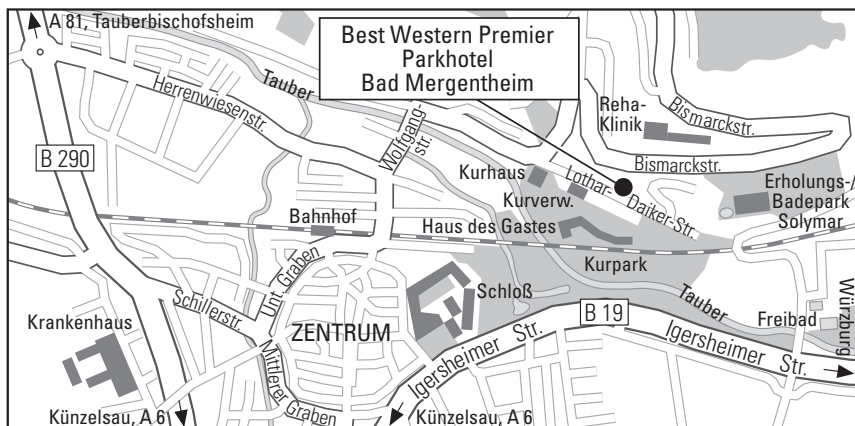 A 81, Tauberbischofsheim
Best Western Premier
Parkhotel
Bad Mergentheim
Tauber
Herrenwiesenstr.
Wolfgang-
str.
Reha-
Klinik
Bismarckstr.
Bismarckstr.
B 290
Kurhaus
Lothar-
Daiker-Str.
Kurverw.
Erholungs-/
Badepark
Solymar
Bahnhof
Haus des Gastes
Kurpark
Unt. Graben
Schloß
Schillerstr.
B 19
Tauber
Würzburg
Krankenhaus
ZENTRUM
Freibad
Igersheimer Str.
Igersheimer Str.
Mittlerer Graben
Künzelsau, A 6
Künzelsau, A 6